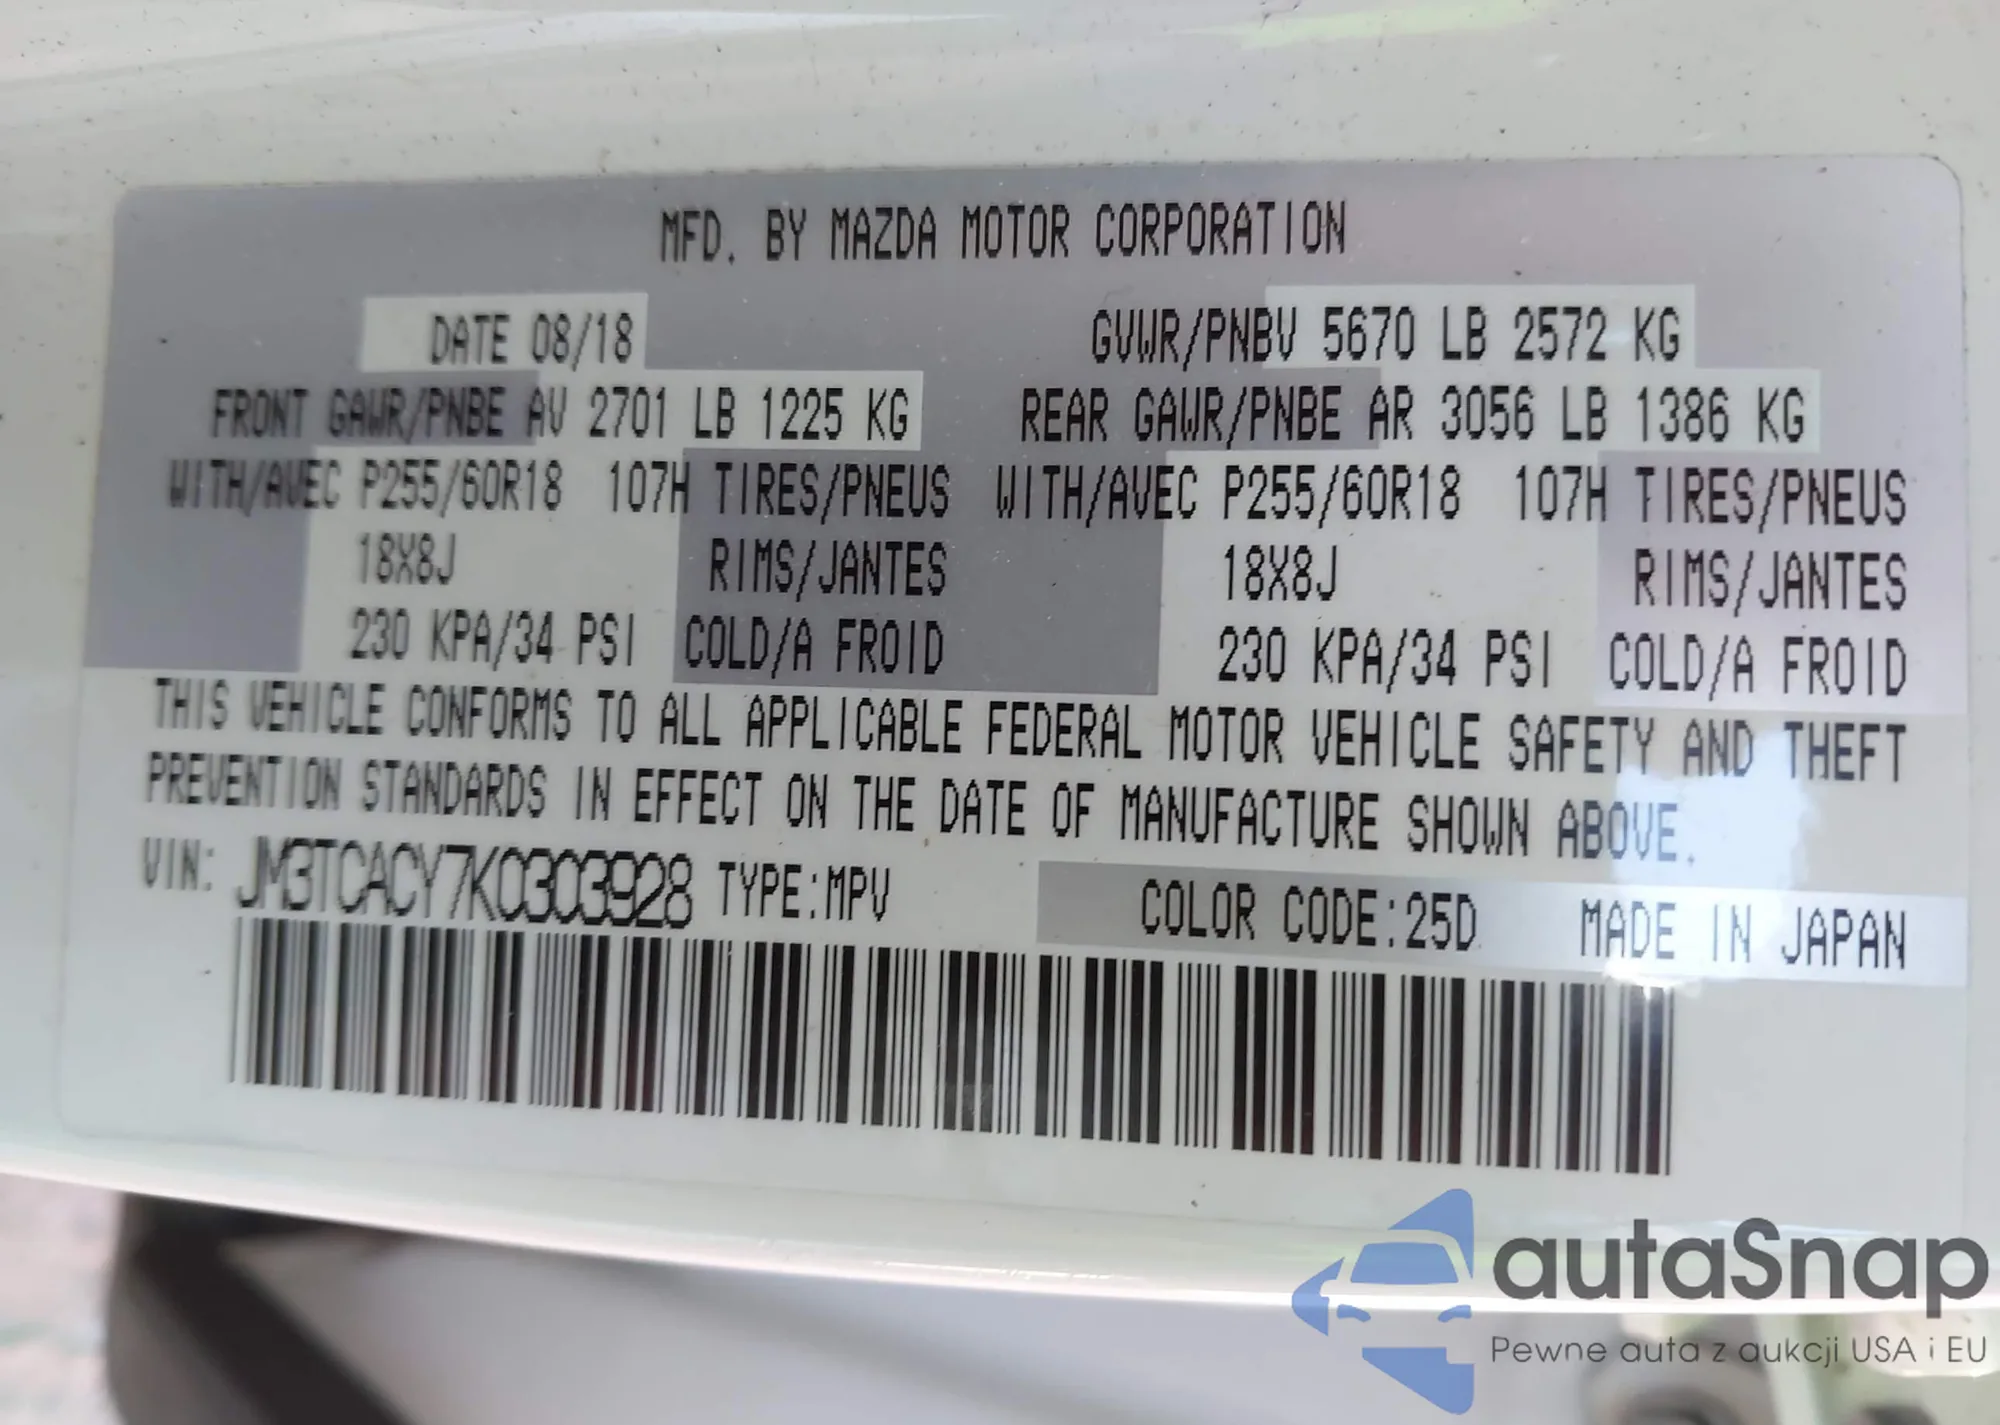 MFD. BY MAZDA MOTOR CORPORATION
DATE 08/18 GVWR/PNBV 5670 LB 2572 KG
FRONT GAWR/PNBE AV 2701 LB 1225 KG REAR GAWR/PNBE AR 3056 LB 1386 KG
WITH/AVEC P255/60R18 107H TIRES/PNEUS WITH/AVEC P255/60R18 107H TIRES/PNEUS
18X8J RIMS/JANTES 18X8J RIMS/JANTES
230 KPA/34 PSI COLD/A FROID 230 KPA/34 PSI COLD/A FROID
THIS VEHICLE CONFORMS TO ALL APPLICABLE FEDERAL MOTOR VEHICLE SAFETY AND THEFT
PREVENTION STANDARDS IN EFFECT ON THE DATE OF MANUFACTURE SHOWN ABOVE.
VIN: JM3TCACY7K0303928 TYPE:MPV COLOR CODE:25D MADE IN JAPAN
autaSnap
Pewne auta z aukcji USA i EU